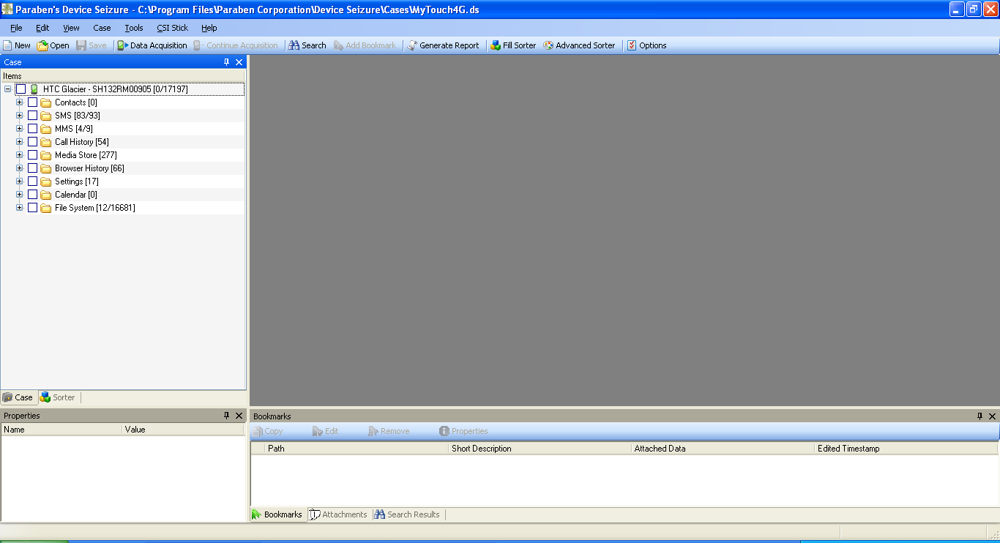 Paraben's Device Seizure - C:\Program Files\Paraben Corporation\Device Seizure\Cases\MyTouch4G.ds
File Edit View Case Tools CSI Stick Help
New Open Save Data Acquisition Continue Acquisition Search Add Bookmark Generate Report Fill Sorter Advanced Sorter Options
Case
Items
HTC Glacier - SH132RM00905 [0/17197]
Contacts [0]
SMS [83/93]
MMS [4/9]
Call History [54]
Media Store [277]
Browser History [66]
Settings [17]
Calendar [0]
File System [12/16681]
Case Sorter
Properties
Name Value
Bookmarks
Copy Edit Remove Properties
Path Short Description Attached Data Edited Timestamp
Bookmarks Attachments Search Results